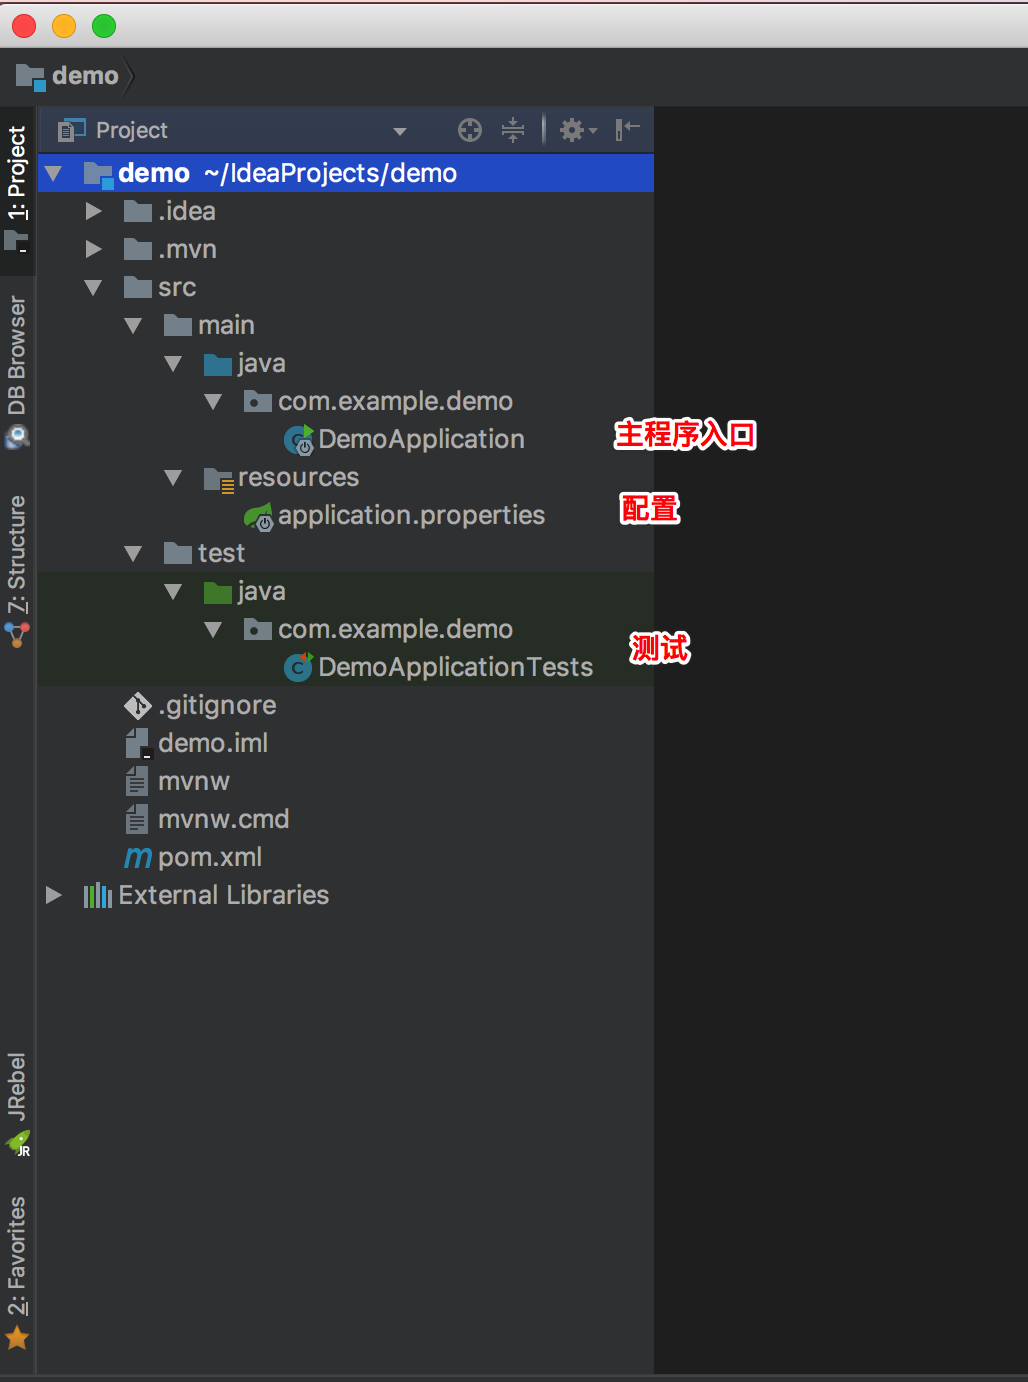 demo
Project
demo ~/IdeaProjects/demo
.idea
.mvn
src
main
java
com.example.demo
DemoApplication 主程序入口
resources
application.properties 配置
test
java
com.example.demo
DemoApplicationTests 测试
.gitignore
demo.iml
mvnw
mvnw.cmd
m pom.xml
External Libraries
1: Project
DB Browser
7: Structure
JRebel
JR
2: Favorites